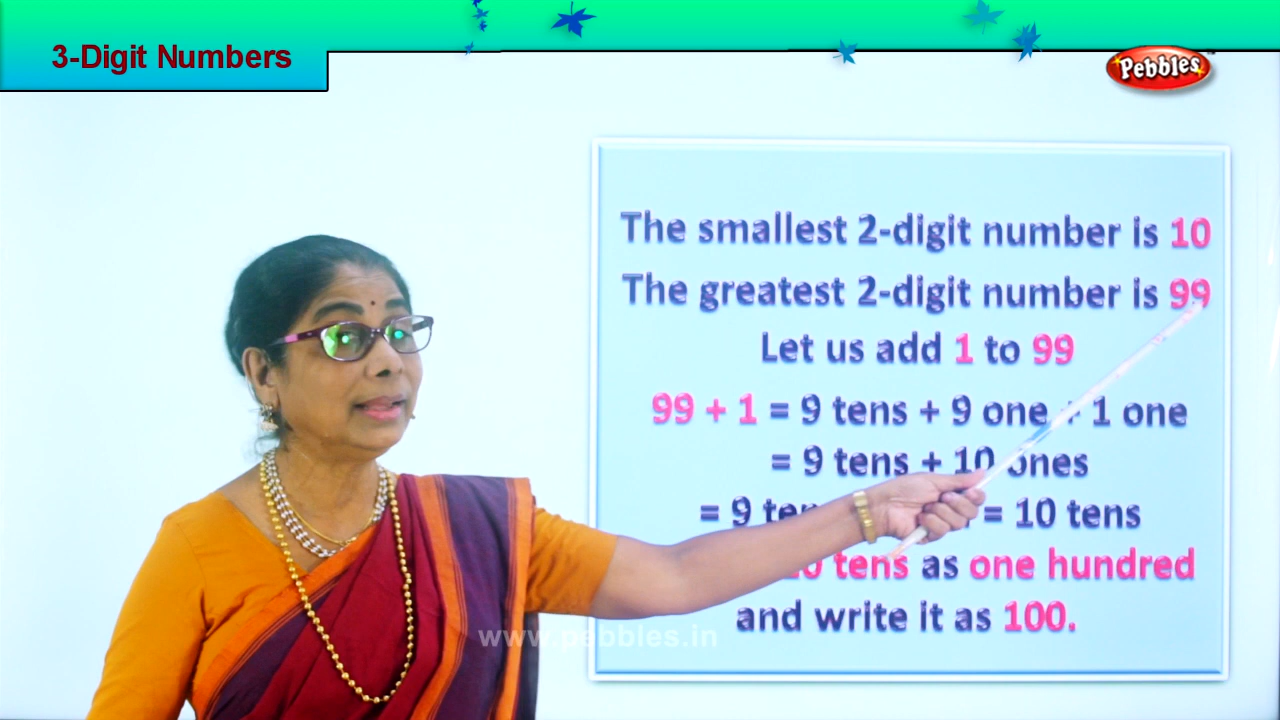 3-Digit Numbers
Pebbles
The smallest 2-digit number is 10
The greatest 2-digit number is 99
Let us add 1 to 99
99 + 1 = 9 tens + 9 one + 1 one
= 9 tens + 10 ones
= 9 = 10 tens
tens as one hundred
and write it as 100.
www.pebbles.in